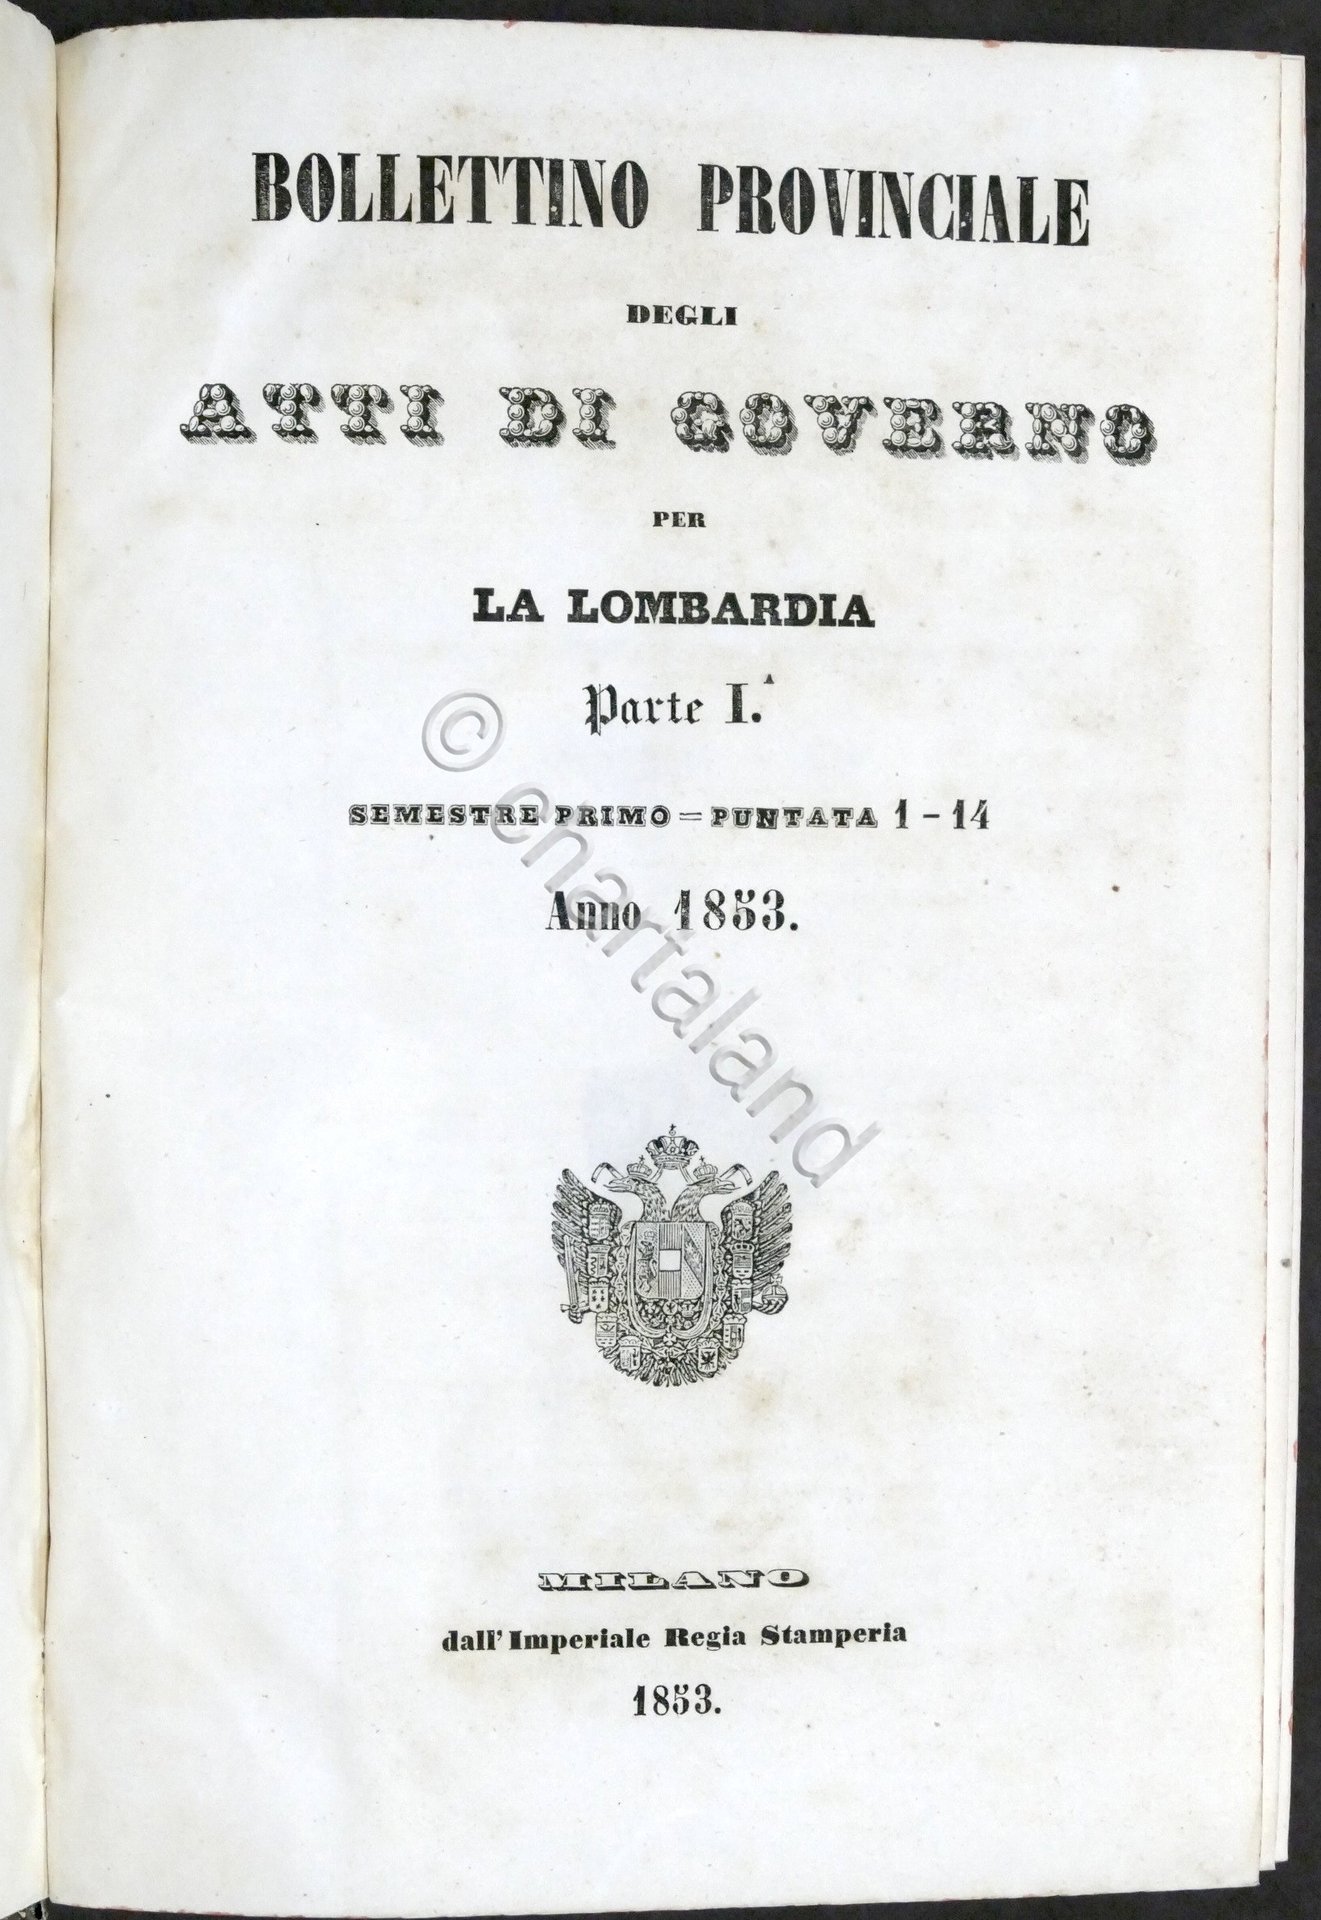 BOLLETTINO PROVINCIALE
DEGLI
ATTI DI GOVERNO
PER
LA LOMBARDIA
Parte I.ᴬ
SEMESTRE PRIMO = PUNTATA 1 - 14
Anno 1853.
© chartaland
MILANO
dall' Imperiale Regia Stamperia
1853.